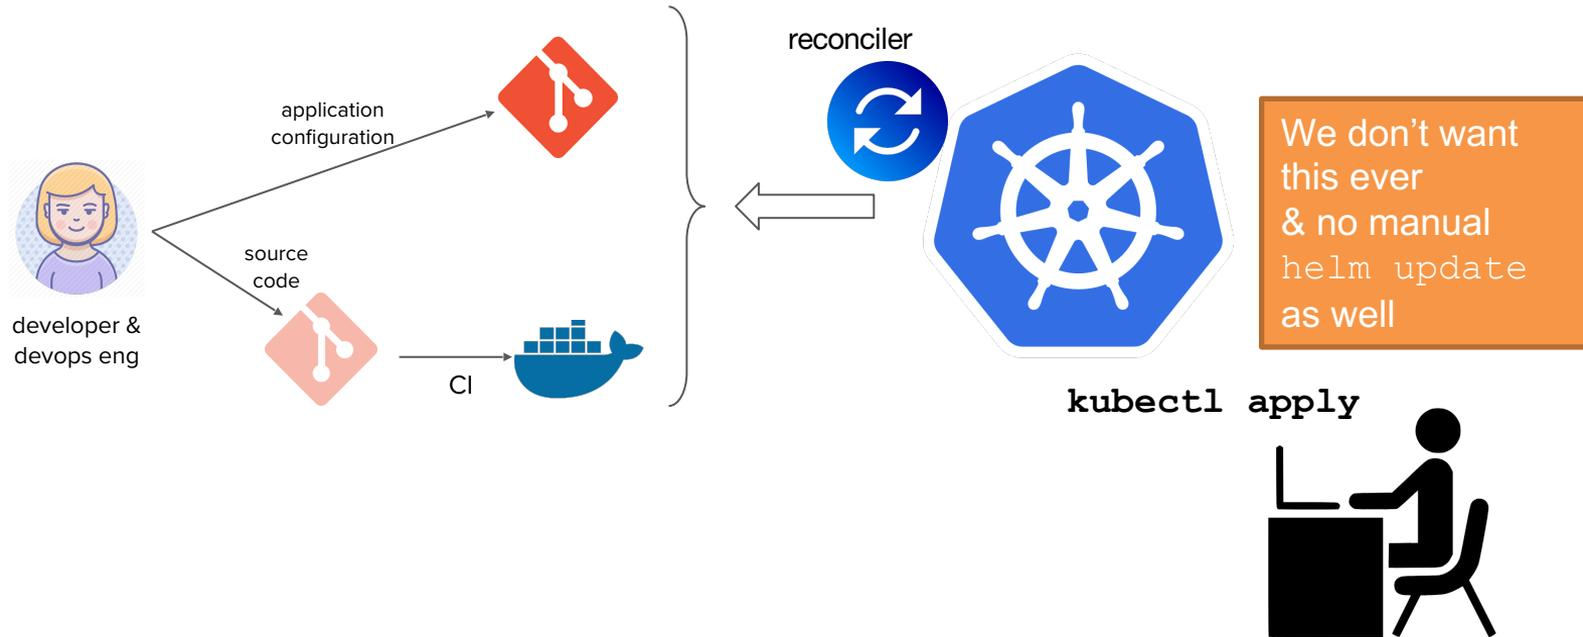 reconciler
application
configuration
source
code
developer &
devops eng
CI
We don’t want
this ever
& no manual
helm update
as well
kubectl apply